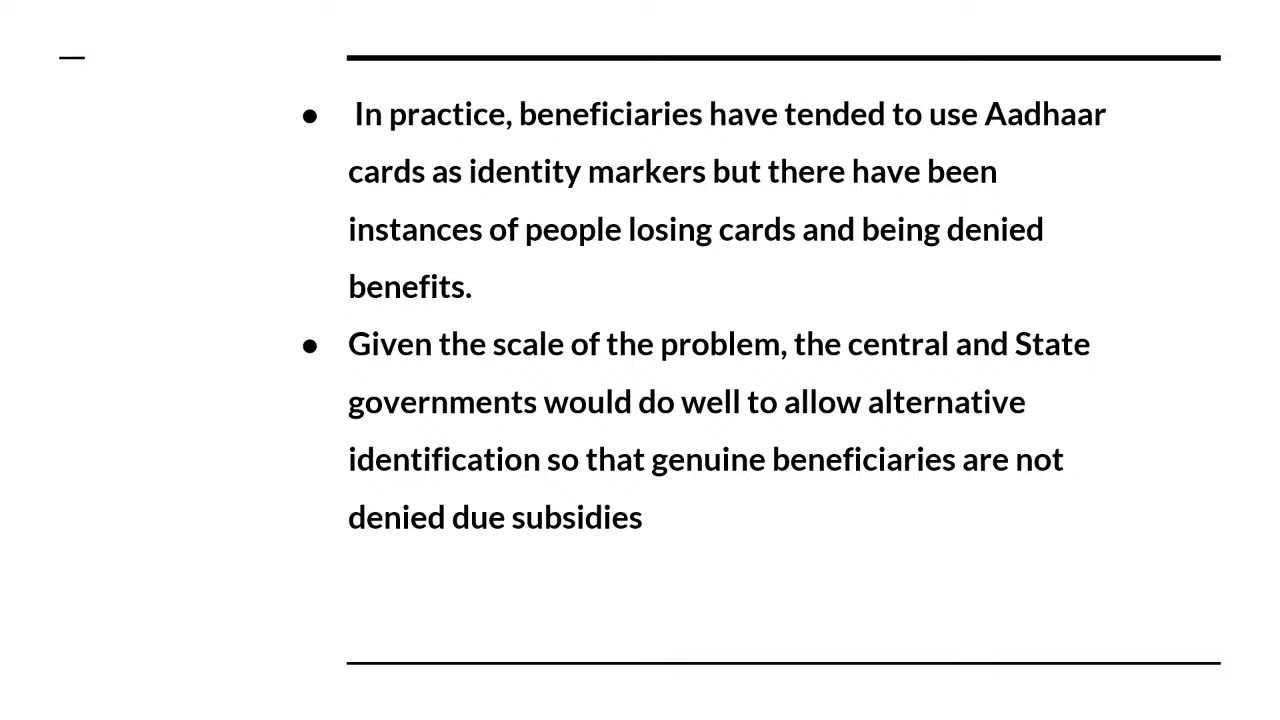 ● In practice, beneficiaries have tended to use Aadhaar
cards as identity markers but there have been
instances of people losing cards and being denied
benefits.
● Given the scale of the problem, the central and State
governments would do well to allow alternative
identification so that genuine beneficiaries are not
denied due subsidies